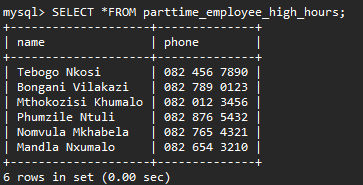 mysql> SELECT *FROM parttime_employee_high_hours;
+-------------------+--------------+
| name              | phone        |
+-------------------+--------------+
| Tebogo Nkosi      | 082 456 7890 |
| Bongani Vilakazi  | 082 789 0123 |
| Mthokozisi Khumalo | 082 012 3456 |
| Phumzile Ntuli    | 082 876 5432 |
| Nomvula Mkhabela  | 082 765 4321 |
| Mandla Nxumalo    | 082 654 3210 |
+-------------------+--------------+
6 rows in set (0.00 sec)